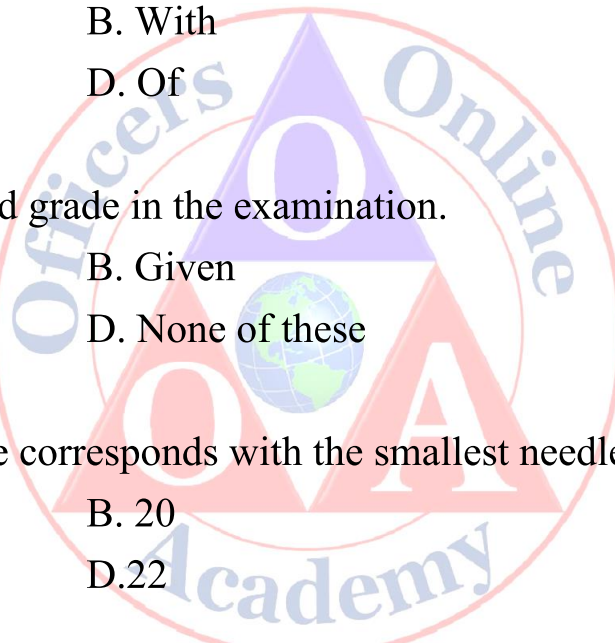 B. With
D. Of
d grade in the examination.
B. Given
D. None of these
e corresponds with the smallest needle
B. 20
D.22
Officers Online Academy
O
O A